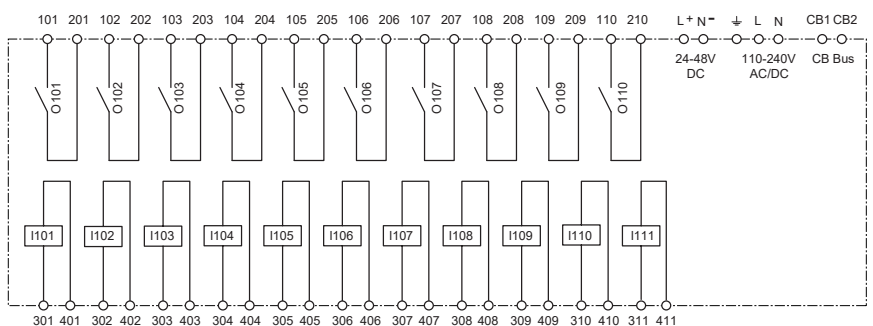 101 201 102 202 103 203 104 204 105 205 106 206 107 207 108 208 109 209 110 210 L+ N- ⏚ L N CB1 CB2
24-48V DC
110-240V AC/DC
CB Bus
O101 O102 O103 O104 O105 O106 O107 O108 O109 O110
I101 I102 I103 I104 I105 I106 I107 I108 I109 I110 I111
301 401 302 402 303 403 304 404 305 405 306 406 307 407 308 408 309 409 310 410 311 411